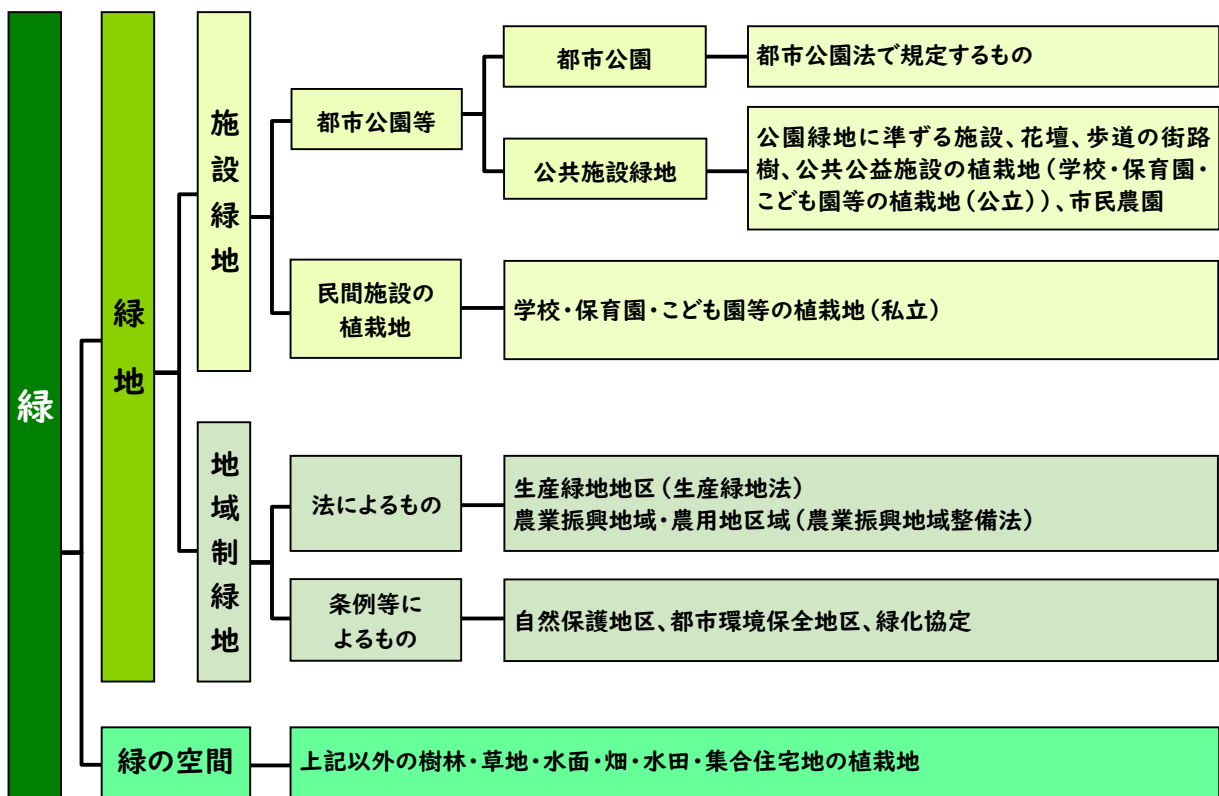 緑
緑地
施設緑地
都市公園等
都市公園
都市公園法で規定するもの
公共施設緑地
公園緑地に準ずる施設、花壇、歩道の街路
樹、公共公益施設の植栽地(学校・保育園・
こども園等の植栽地(公立))、市民農園
民間施設の
植栽地
学校・保育園・こども園等の植栽地(私立)
地域制緑地
法によるもの
生産緑地地区(生産緑地法)
農業振興地域・農用地区域(農業振興地域整備法)
条例等に
よるもの
自然保護地区、都市環境保全地区、緑化協定
緑の空間
上記以外の樹林・草地・水面・畑・水田・集合住宅地の植栽地